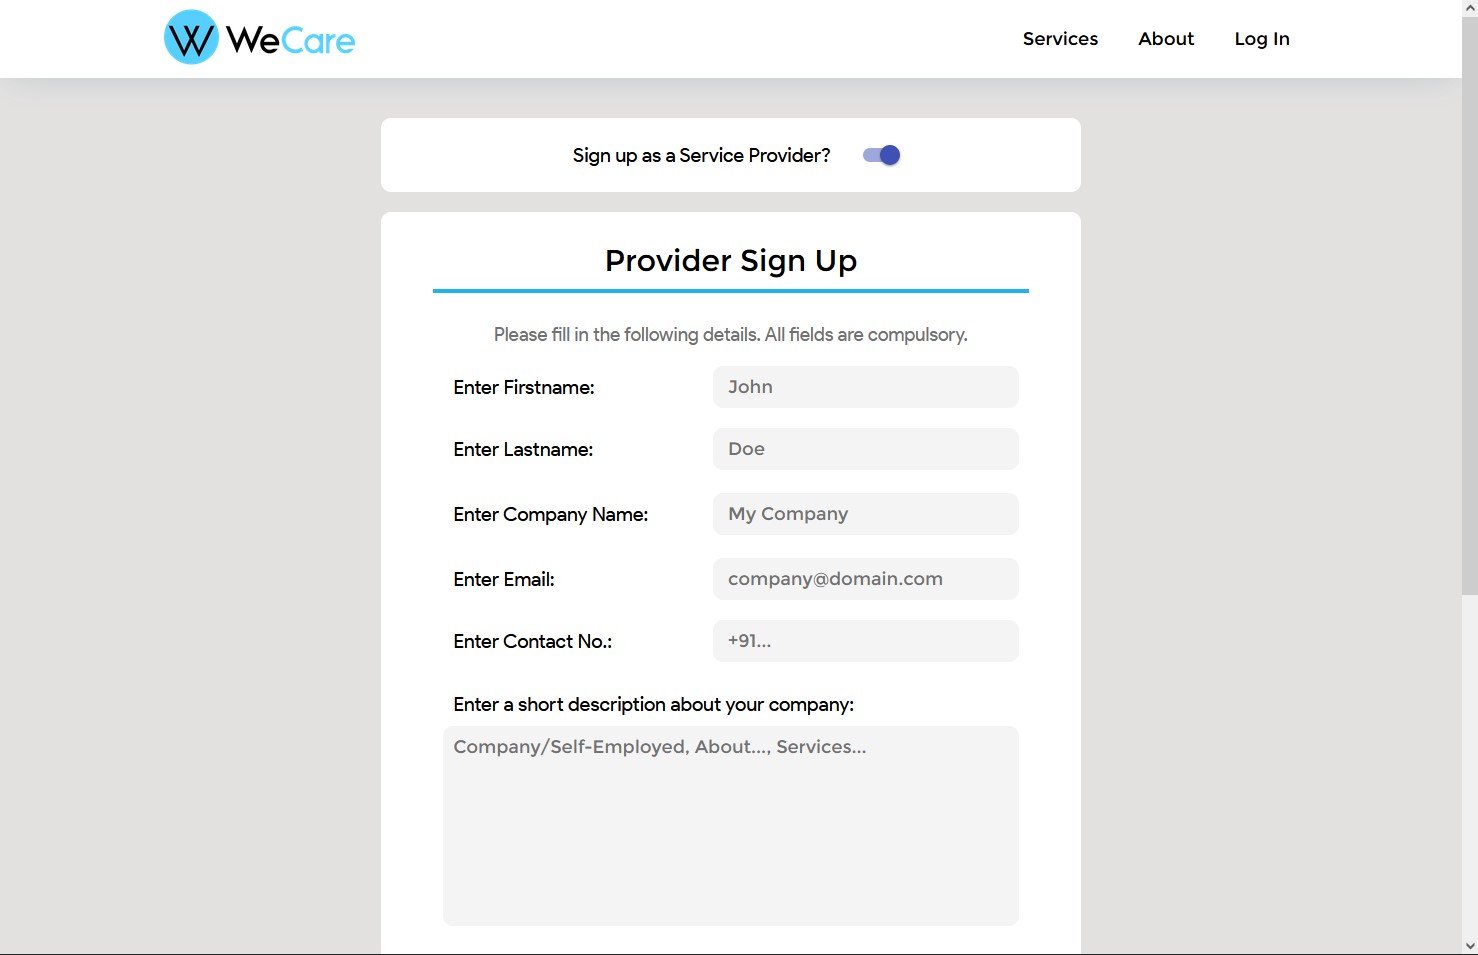 W WeCare
Services About Log In
Sign up as a Service Provider?
Provider Sign Up
Please fill in the following details. All fields are compulsory.
Enter Firstname: John
Enter Lastname: Doe
Enter Company Name: My Company
Enter Email: company@domain.com
Enter Contact No.: +91...
Enter a short description about your company:
Company/Self-Employed, About..., Services...